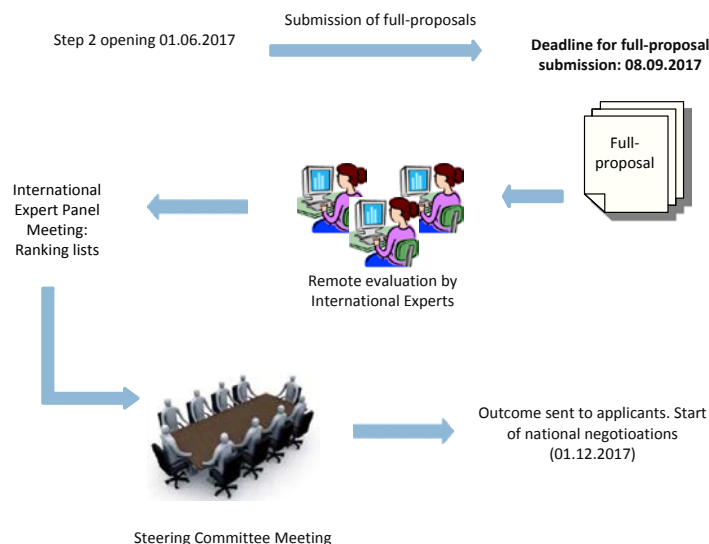 Submission of full-proposals
Step 2 opening 01.06.2017
Deadline for full-proposal
submission: 08.09.2017
Full-
proposal
International
Expert Panel
Meeting:
Ranking lists
Remote evaluation by
International Experts
Outcome sent to applicants. Start
of national negotioations
(01.12.2017)
Steering Committee Meeting